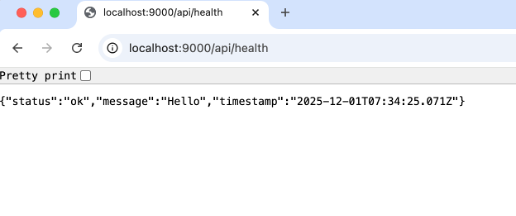 localhost:9000/api/health
localhost:9000/api/health
Pretty print
{"status":"ok","message":"Hello","timestamp":"2025-12-01T07:34:25.071Z"}